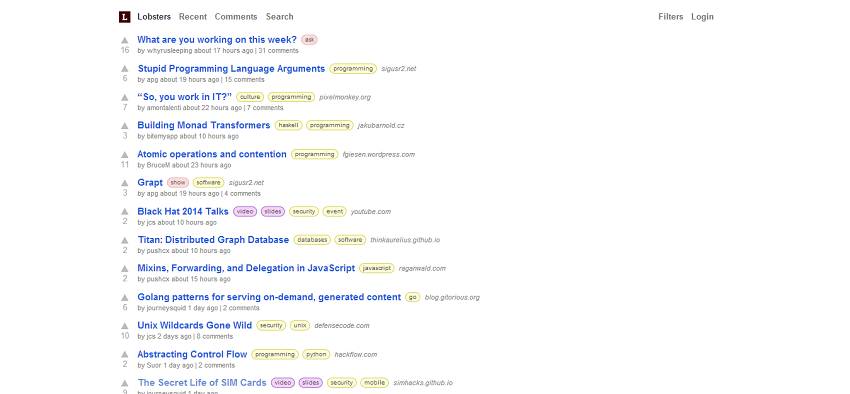 L Lobsters Recent Comments Search Filters Login
What are you working on this week? ask
16 by whyrusleeping about 17 hours ago | 31 comments
Stupid Programming Language Arguments programming sigusr2.net
6 by apg about 19 hours ago | 15 comments
“So, you work in IT?” culture programming pixelmonkey.org
7 by amontalenti about 22 hours ago | 7 comments
Building Monad Transformers haskell programming jakubarnold.cz
3 by bitemyapp about 10 hours ago
Atomic operations and contention programming fgiesen.wordpress.com
11 by BruceM about 23 hours ago
Grapt show software sigusr2.net
3 by apg about 19 hours ago | 4 comments
Black Hat 2014 Talks video slides security event youtube.com
2 by jcs about 10 hours ago
Titan: Distributed Graph Database databases software thinkaurelius.github.io
2 by pushcx about 10 hours ago
Mixins, Forwarding, and Delegation in JavaScript javascript raganwald.com
2 by pushcx about 15 hours ago
Golang patterns for serving on-demand, generated content go blog.gitorious.org
6 by journeysquid 1 day ago | 2 comments
Unix Wildcards Gone Wild security unix defensecode.com
10 by jcs 2 days ago | 8 comments
Abstracting Control Flow programming python hackflow.com
2 by Suor 1 day ago | 2 comments
The Secret Life of SIM Cards video slides security mobile simhacks.github.io
9 by journeysquid 1 day ago